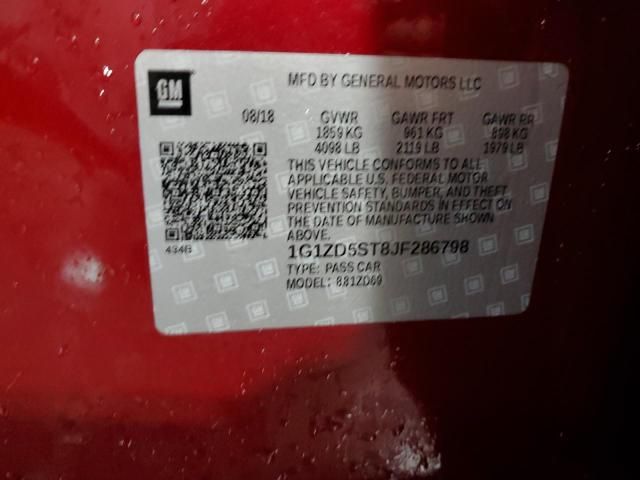 GM
MFD BY GENERAL MOTORS LLC
08/18 GVWR GAWR FRT GAWR RR
1859 KG 961 KG 898 KG
4098 LB 2119 LB 1979 LB
THIS VEHICLE CONFORMS TO ALL
APPLICABLE U.S. FEDERAL MOTOR
VEHICLE SAFETY, BUMPER, AND THEFT
PREVENTION STANDARDS IN EFFECT ON
THE DATE OF MANUFACTURE SHOWN
ABOVE.
434B
1G1ZD5ST8JF286798
TYPE: PASS CAR
MODEL: 881ZD69